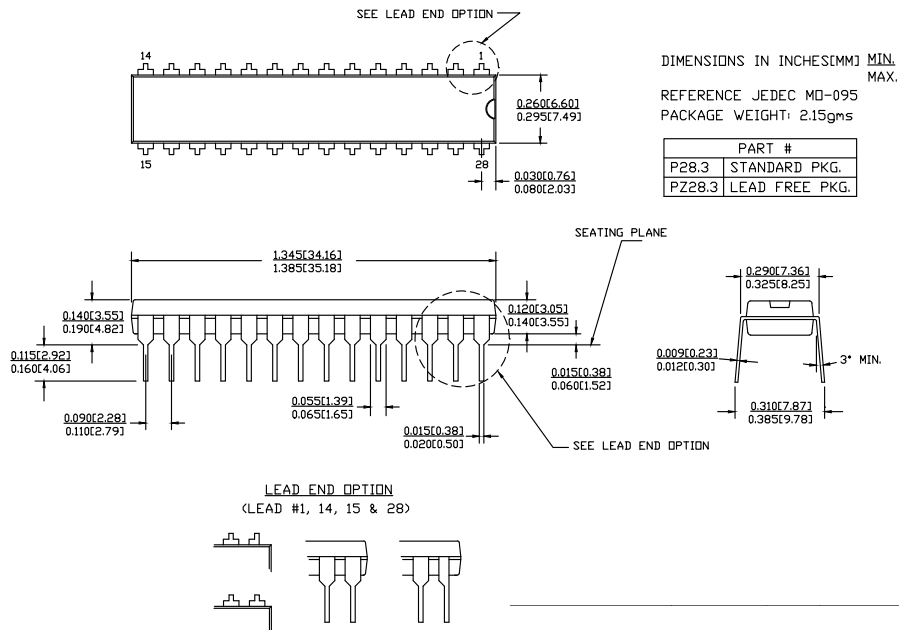 SEE LEAD END OPTION
14
1
DIMENSIONS IN INCHES[MM] MIN.
MAX.
REFERENCE JEDEC MO-095
PACKAGE WEIGHT: 2.15gms
0.260[6.60]
0.295[7.49]
PART #
P28.3 STANDARD PKG.
PZ28.3 LEAD FREE PKG.
15
28
0.030[0.76]
0.080[2.03]
SEATING PLANE
1.345[34.16]
1.385[35.18]
0.290[7.36]
0.325[8.25]
0.140[3.55]
0.190[4.82]
0.120[3.05]
0.140[3.55]
0.115[2.92]
0.160[4.06]
0.009[0.23]
0.012[0.30]
3° MIN.
0.015[0.38]
0.060[1.52]
0.055[1.39]
0.065[1.65]
0.090[2.28]
0.110[2.79]
0.015[0.38]
0.020[0.50]
0.310[7.87]
0.385[9.78]
SEE LEAD END OPTION
LEAD END OPTION
(LEAD #1, 14, 15 & 28)